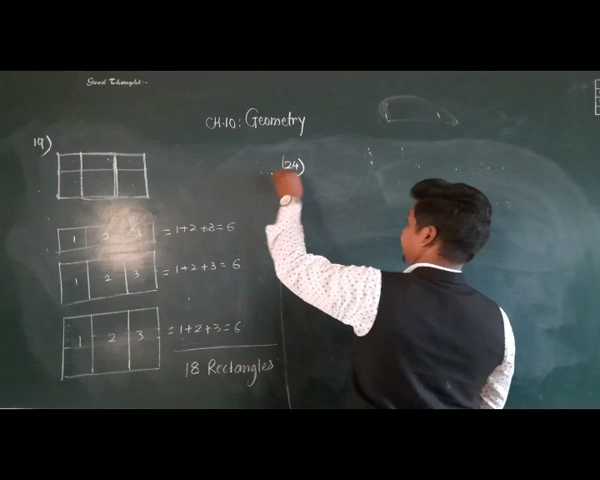 Good Thought:-
CH.10: Geometry
19)
1 2 3 = 1+2+3=6
1 2 3 = 1+2+3=6
1 2 3 = 1+2+3=6
18 Rectangles
24)